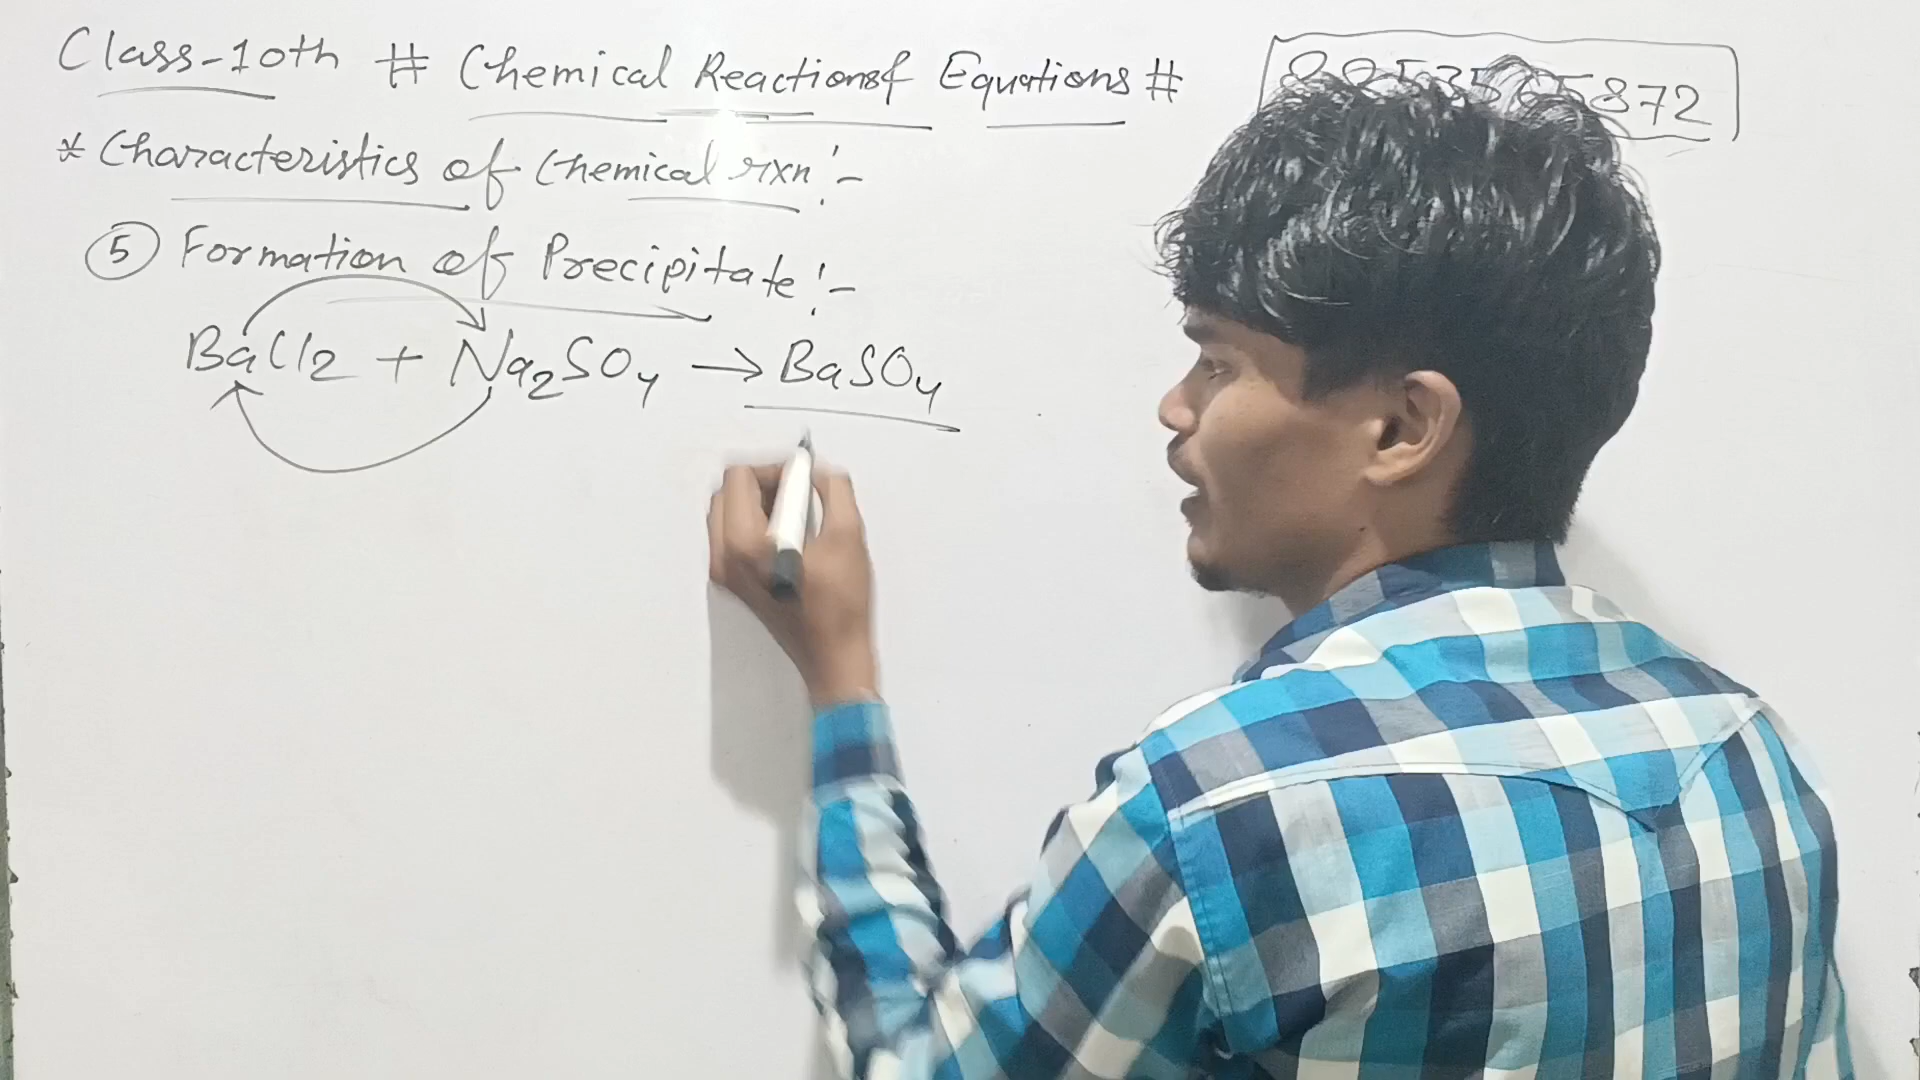 Class-10th # Chemical Reactions & Equations #
* Characteristics of Chemical rxn :-
5 Formation of Precipitate :-
BaCl2 + Na2SO4 → BaSO4